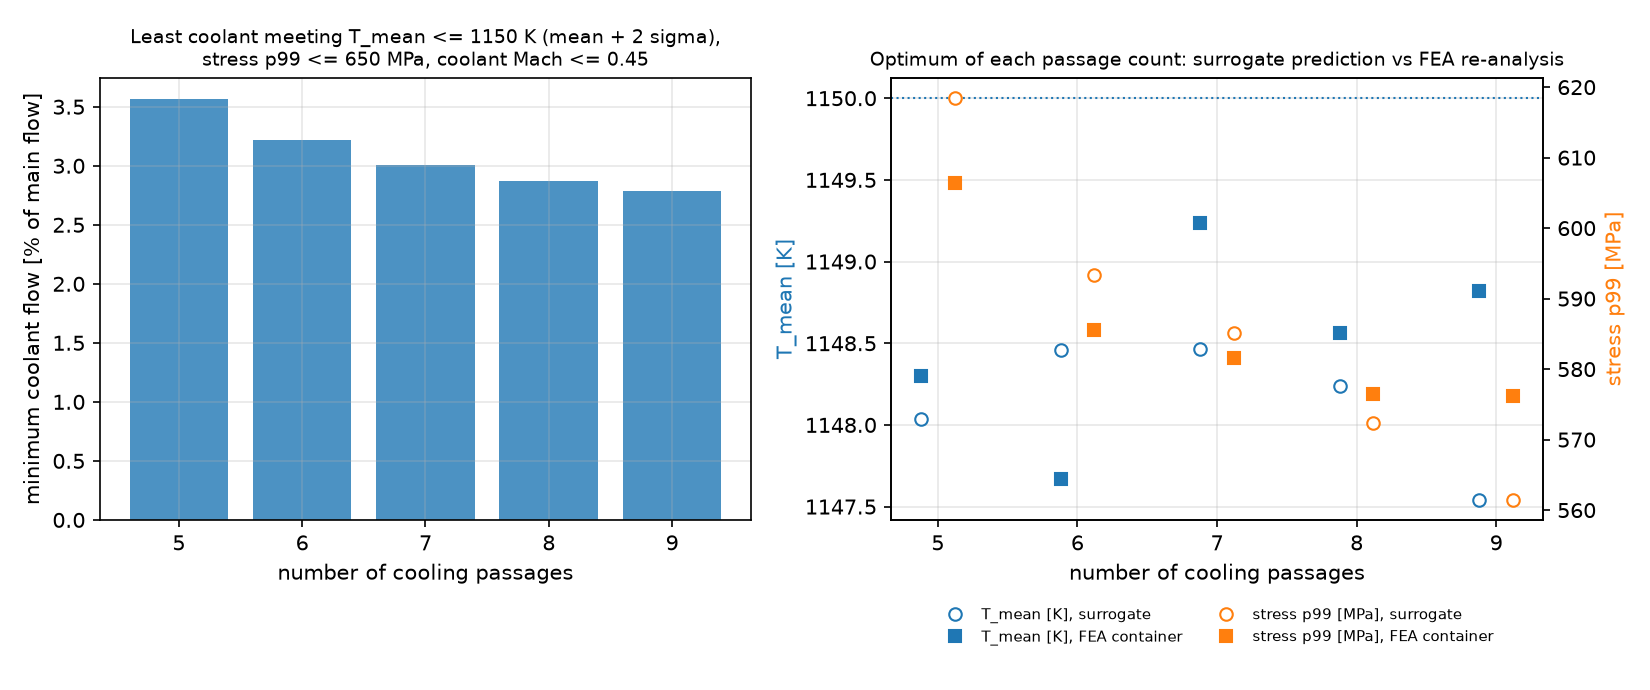 Least coolant meeting T_mean <= 1150 K (mean + 2 sigma),
stress p99 <= 650 MPa, coolant Mach <= 0.45
minimum coolant flow [% of main flow]
3.5
3.0
2.5
2.0
1.5
1.0
0.5
0.0
5 6 7 8 9
number of cooling passages
Optimum of each passage count: surrogate prediction vs FEA re-analysis
T_mean [K]
1150.0
1149.5
1149.0
1148.5
1148.0
1147.5
620
610
600
590
580
570
560
stress p99 [MPa]
5 6 7 8 9
number of cooling passages
T_mean [K], surrogate
T_mean [K], FEA container
stress p99 [MPa], surrogate
stress p99 [MPa], FEA container